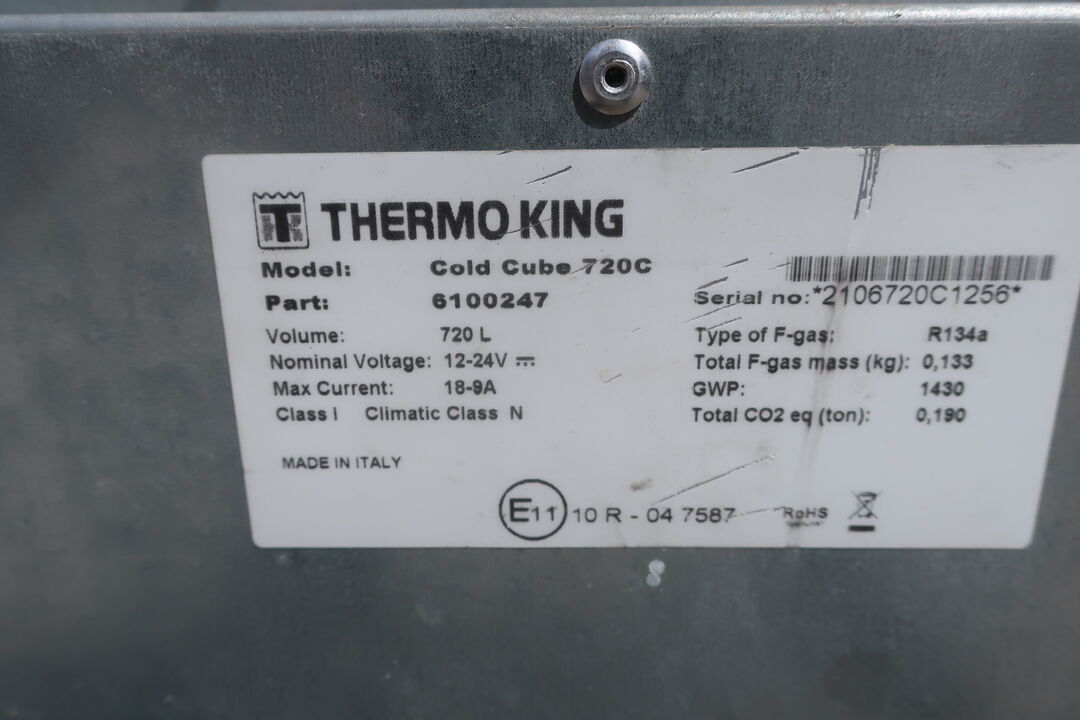 THERMO KING
Model: Cold Cube 720C
Part: 6100247
Serial no:*2106720C1256*
Volume: 720 L
Type of F-gas: R134a
Nominal Voltage: 12-24V
Total F-gas mass (kg): 0,133
Max Current: 18-9A
GWP: 1430
Class I Climatic Class N
Total CO2 eq (ton): 0,190
MADE IN ITALY
E11 10 R - 04 7587
RoHS